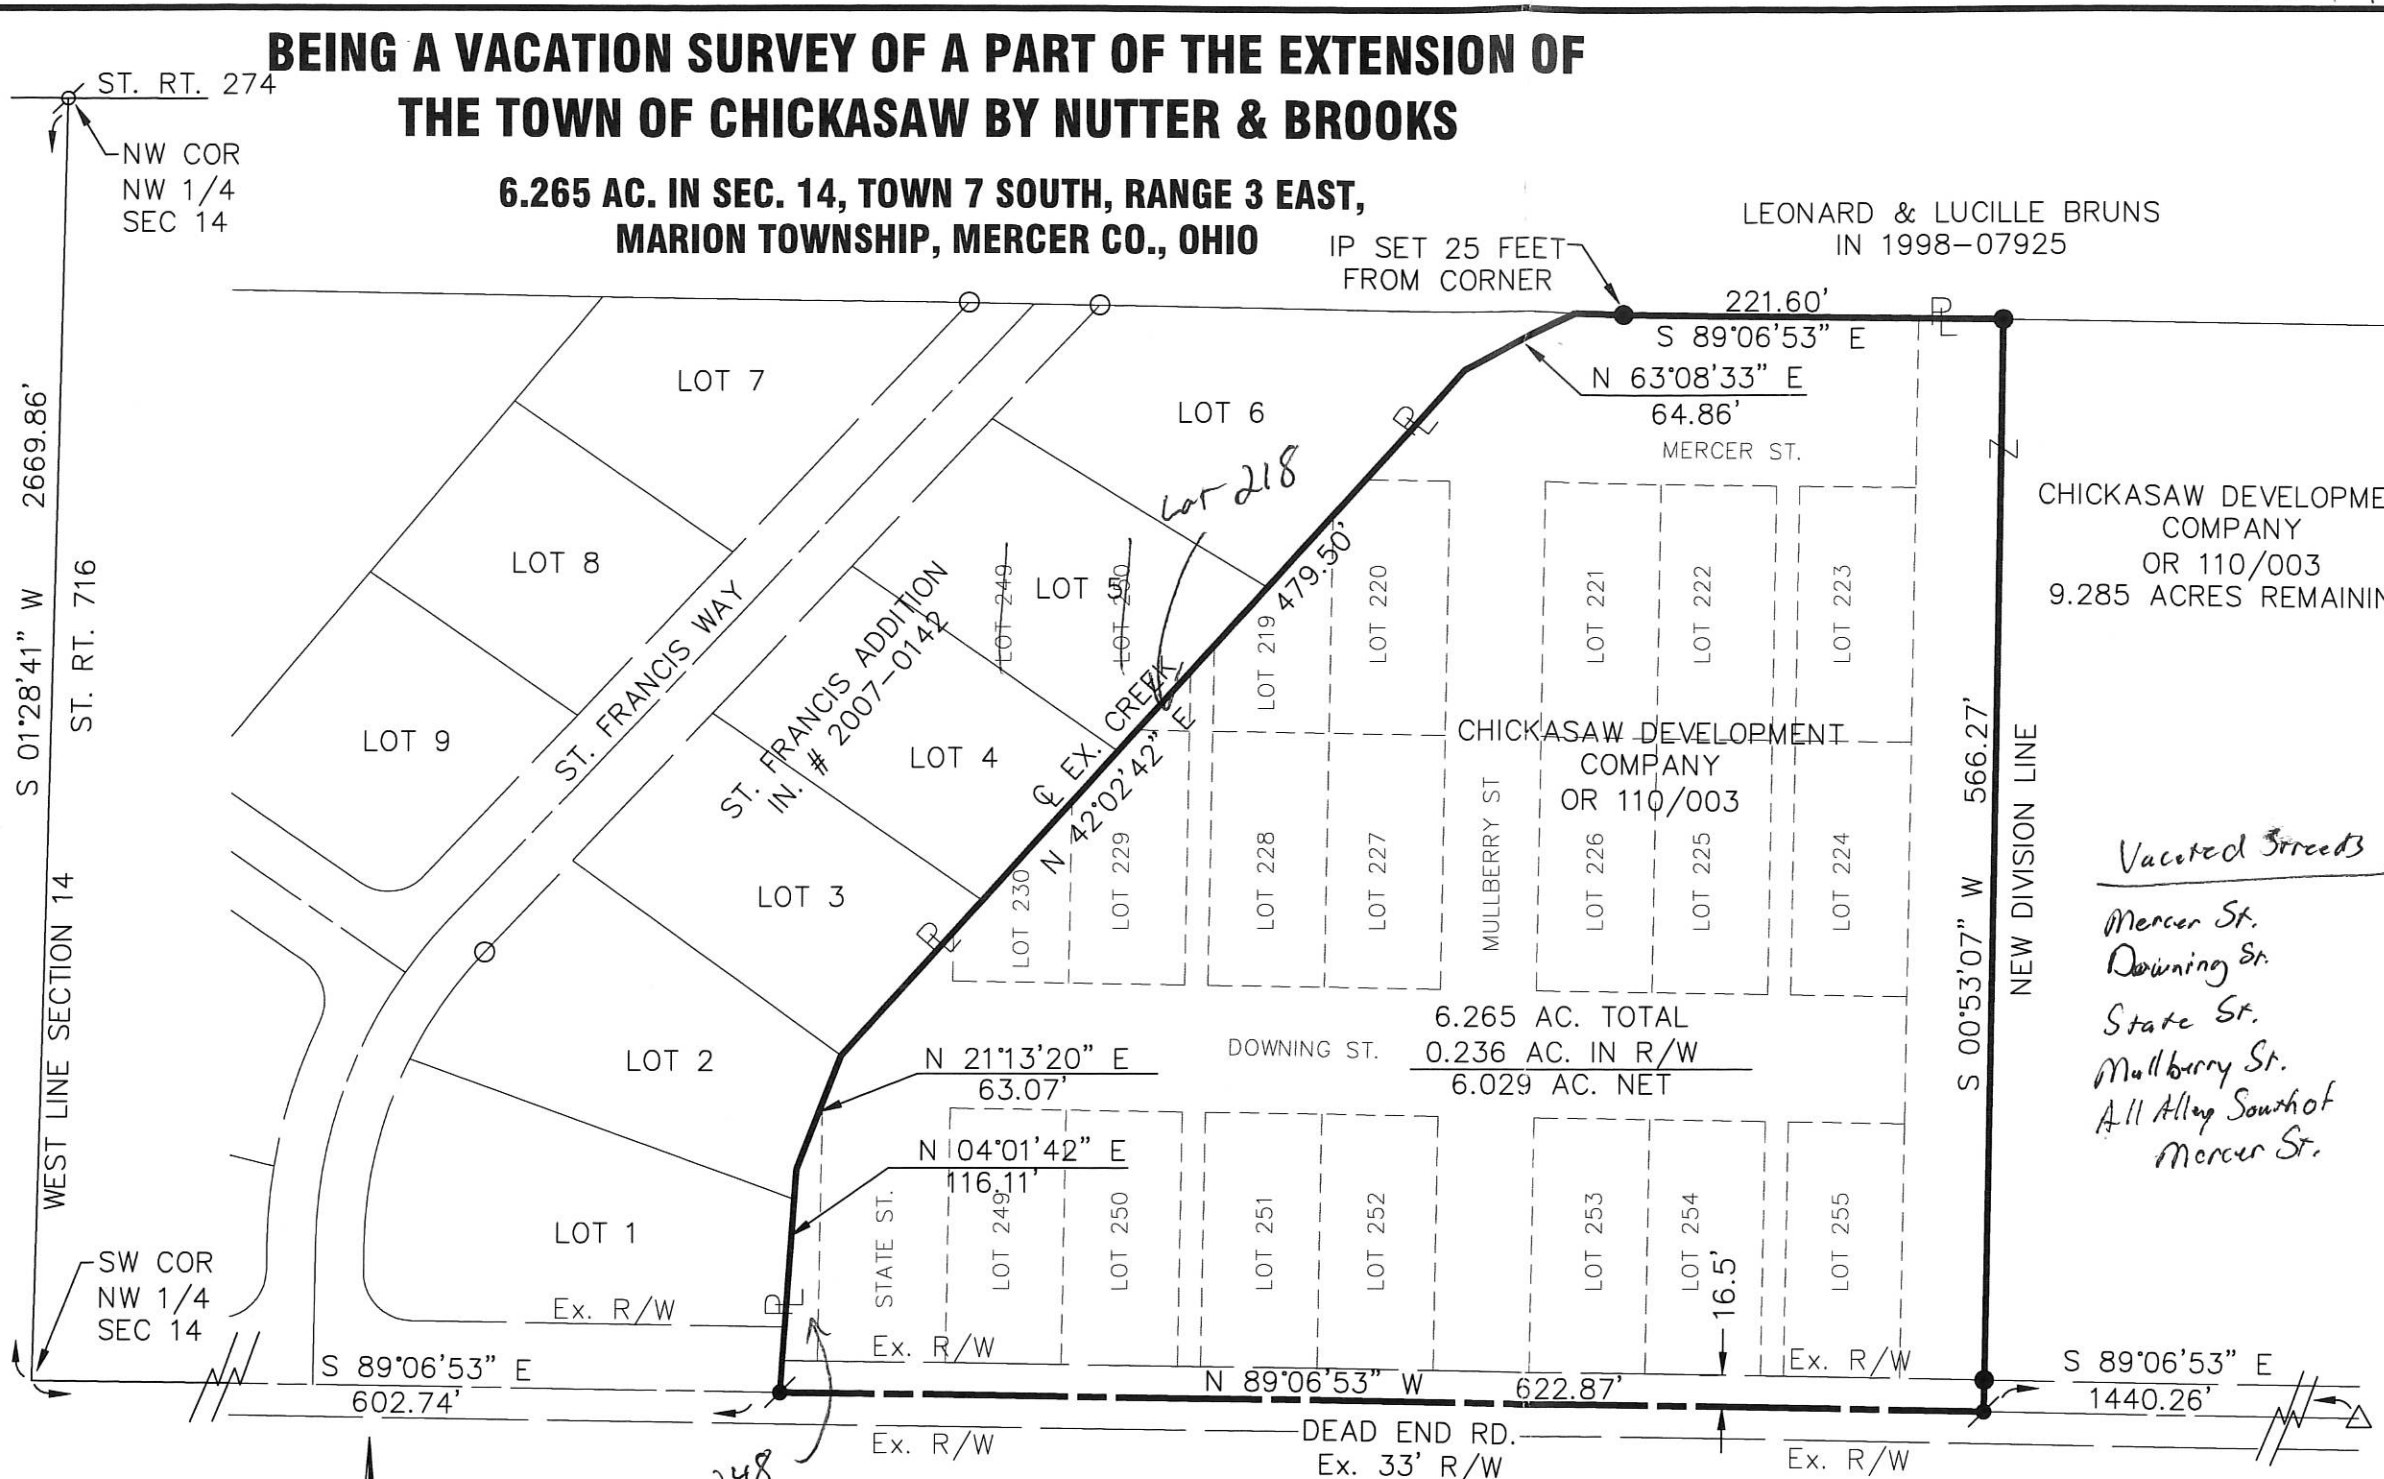 BEING A VACATION SURVEY OF A PART OF THE EXTENSION OF
THE TOWN OF CHICKASAW BY NUTTER & BROOKS
6.265 AC. IN SEC. 14, TOWN 7 SOUTH, RANGE 3 EAST,
MARION TOWNSHIP, MERCER CO., OHIO
ST. RT. 274
NW COR
NW 1/4
SEC 14
S 01°28'41" W 2669.86'
ST. RT. 716
WEST LINE SECTION 14
SW COR
NW 1/4
SEC 14
LEONARD & LUCILLE BRUNS
IN 1998-07925
IP SET 25 FEET
FROM CORNER
221.60'
S 89°06'53" E
PL
N 63°08'33" E
64.86'
MERCER ST.
LOT 7
LOT 6
PL
Lot 218
LOT 8
LOT 249
LOT 5
LOT 250
ST. FRANCIS WAY
ST. FRANCIS ADDITION
IN. # 2007-0142
479.50'
LOT 219
LOT 220
LOT 221
LOT 222
LOT 223
Z
CHICKASAW DEVELOPME
COMPANY
OR 110/003
9.285 ACRES REMAININ
LOT 9
LOT 4
CL EX. CREEK
N 42°02'42" E
CHICKASAW DEVELOPMENT
COMPANY
OR 110/003
MULLBERRY ST
S 00°53'07" W 566.27'
NEW DIVISION LINE
LOT 3
PL
LOT 230
LOT 229
LOT 228
LOT 227
LOT 226
LOT 225
LOT 224
Vacated Streets
Mercer St.
Downing St.
State St.
Mullberry St.
All Alley South of
Mercer St.
LOT 2
N 21°13'20" E
63.07'
DOWNING ST.
6.265 AC. TOTAL
0.236 AC. IN R/W
6.029 AC. NET
N 04°01'42" E
116.11'
LOT 1
STATE ST.
LOT 249
LOT 250
LOT 251
LOT 252
LOT 253
LOT 254
LOT 255
16.5'
PL
Ex. R/W
Ex. R/W
Ex. R/W
S 89°06'53" E
602.74'
N 89°06'53" W 622.87'
S 89°06'53" E
1440.26'
DEAD END RD.
Ex. 33' R/W
Ex. R/W
Ex. R/W
248